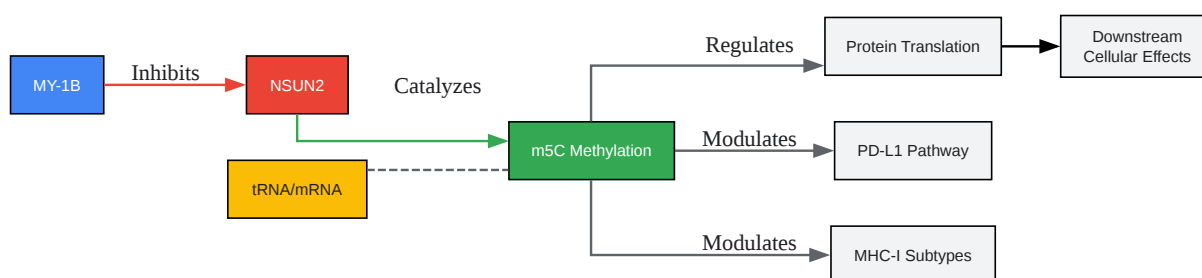 MY-1B
Inhibits
NSUN2
Catalyzes
tRNA/mRNA
m5C Methylation
Regulates
Protein Translation
Downstream
Cellular Effects
Modulates
PD-L1 Pathway
Modulates
MHC-I Subtypes